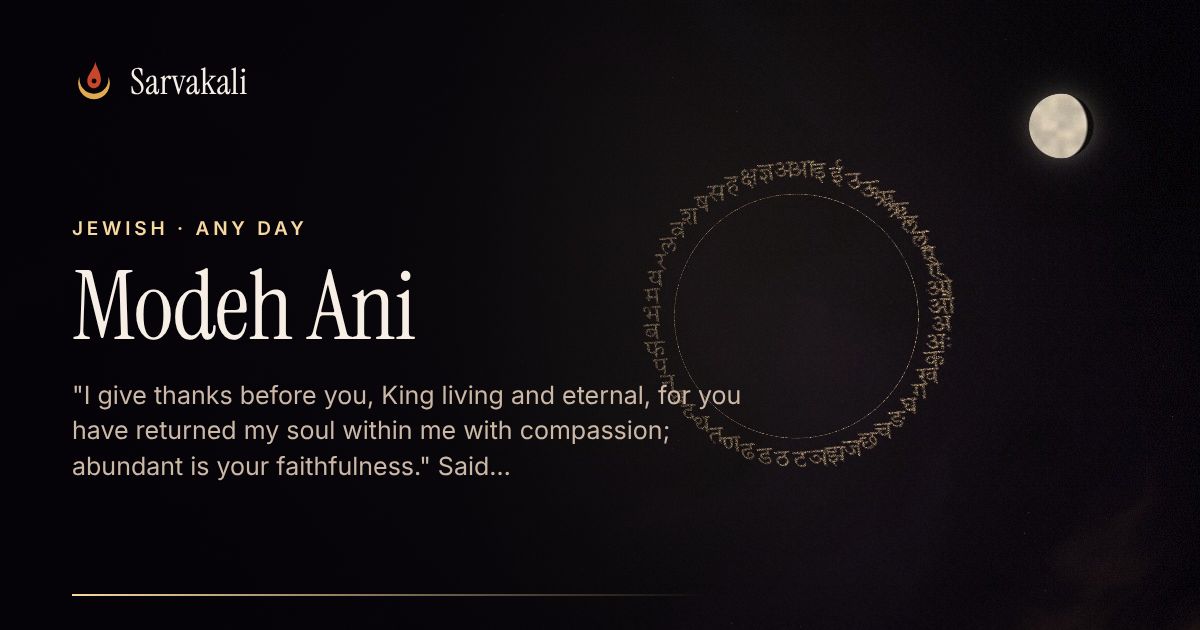 Sarvakali
JEWISH · ANY DAY
Modeh Ani
"I give thanks before you, King living and eternal, for you
have returned my soul within me with compassion;
abundant is your faithfulness." Said...